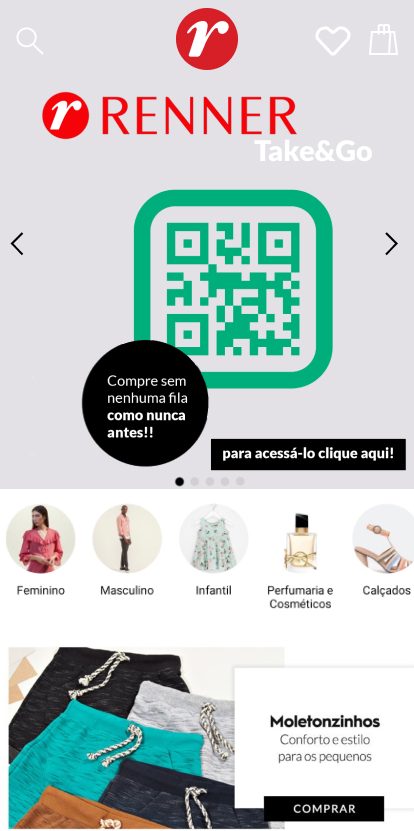 r
r RENNER
Take&Go
Compre sem
nenhuma fila
como nunca
antes!!
para acessá-lo clique aqui!
Feminino
Masculino
Infantil
Perfumaria e
Cosméticos
Calçados
Moletonzinhos
Conforto e estilo
para os pequenos
COMPRAR